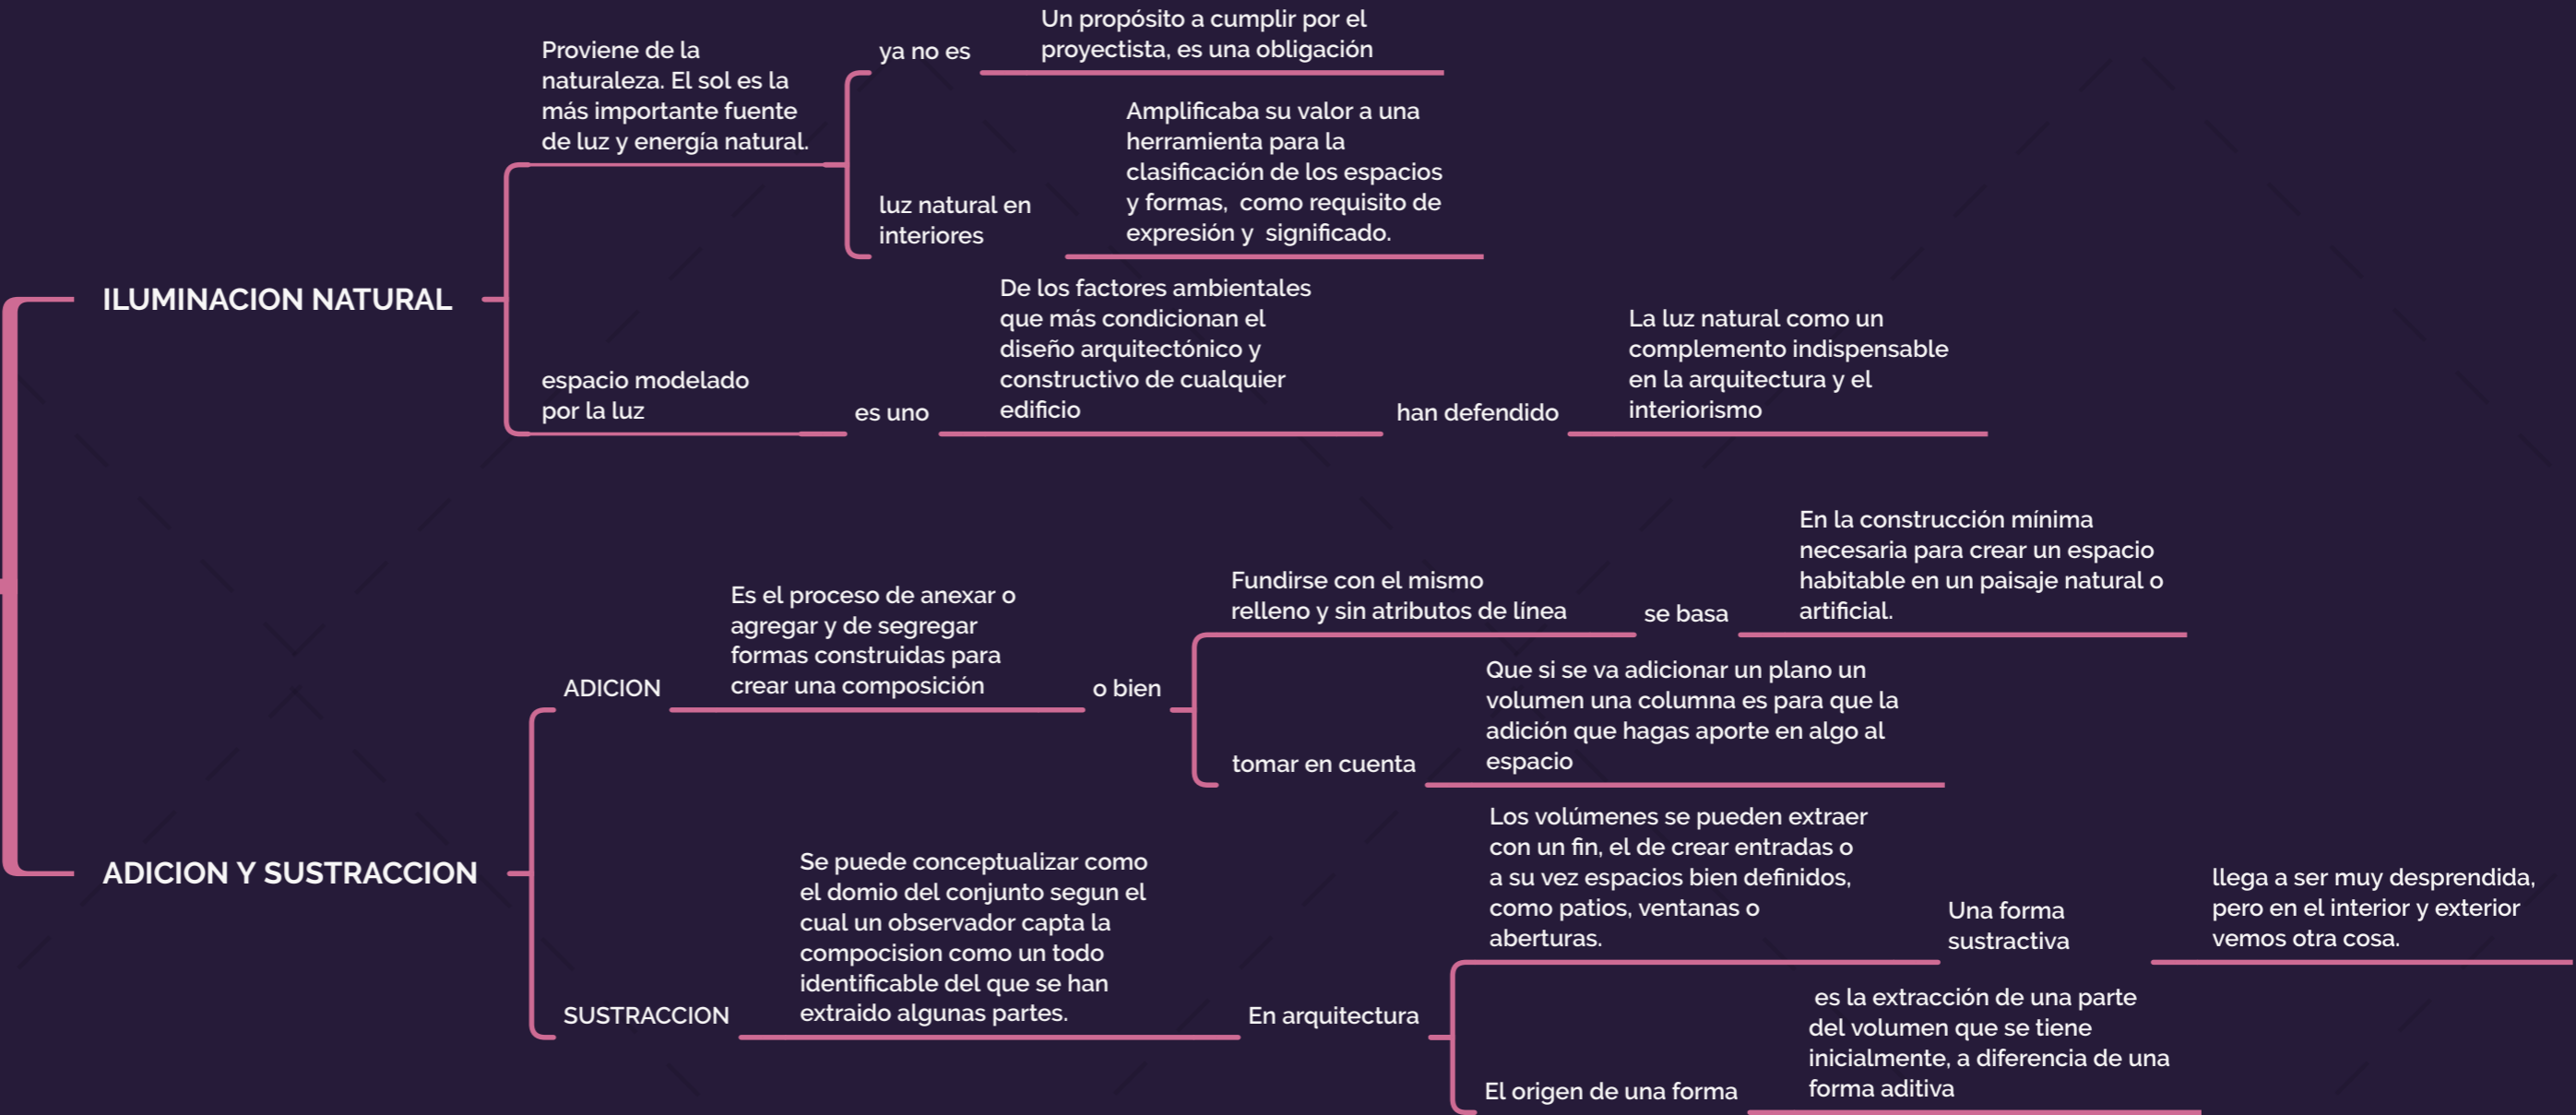 ILUMINACION NATURAL
Proviene de la
naturaleza. El sol es la
más importante fuente
de luz y energía natural.
ya no es
Un propósito a cumplir por el
proyectista, es una obligación
luz natural en
interiores
Amplificaba su valor a una
herramienta para la
clasificación de los espacios
y formas,  como requisito de
expresión y  significado.
espacio modelado
por la luz
es uno
De los factores ambientales
que más condicionan el
diseño arquitectónico y
constructivo de cualquier
edificio
han defendido
La luz natural como un
complemento indispensable
en la arquitectura y el
interiorismo
ADICION Y SUSTRACCION
ADICION
Es el proceso de anexar o
agregar y de segregar
formas construidas para
crear una composición
o bien
Fundirse con el mismo
relleno y sin atributos de línea
se basa
En la construcción mínima
necesaria para crear un espacio
habitable en un paisaje natural o
artificial.
tomar en cuenta
Que si se va adicionar un plano un
volumen una columna es para que la
adición que hagas aporte en algo al
espacio
SUSTRACCION
Se puede conceptualizar como
el domio del conjunto segun el
cual un observador capta la
compocision como un todo
identificable del que se han
extraido algunas partes.
En arquitectura
Los volúmenes se pueden extraer
con un fin, el de crear entradas o
a su vez espacios bien definidos,
como patios, ventanas o
aberturas.
Una forma
sustractiva
llega a ser muy desprendida,
pero en el interior y exterior
vemos otra cosa.
El origen de una forma
es la extracción de una parte
del volumen que se tiene
inicialmente, a diferencia de una
forma aditiva